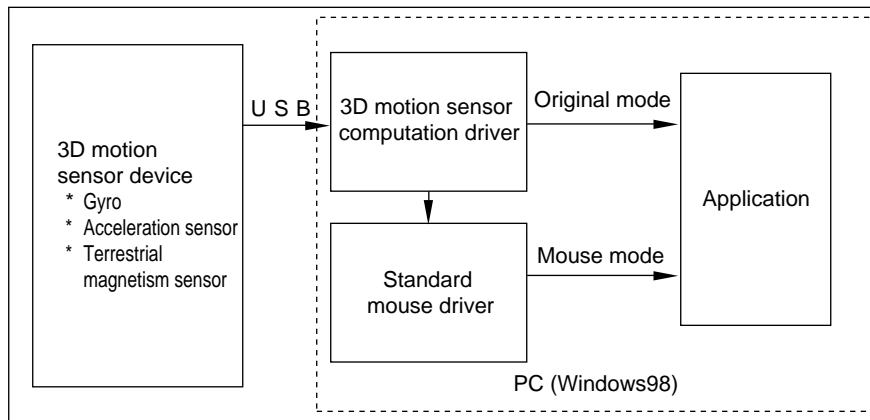 3D motion
sensor device
* Gyro
* Acceleration sensor
* Terrestrial
magnetism sensor
U S B
3D motion sensor
computation driver
Original mode
Standard
mouse driver
Mouse mode
Application
PC (Windows98)